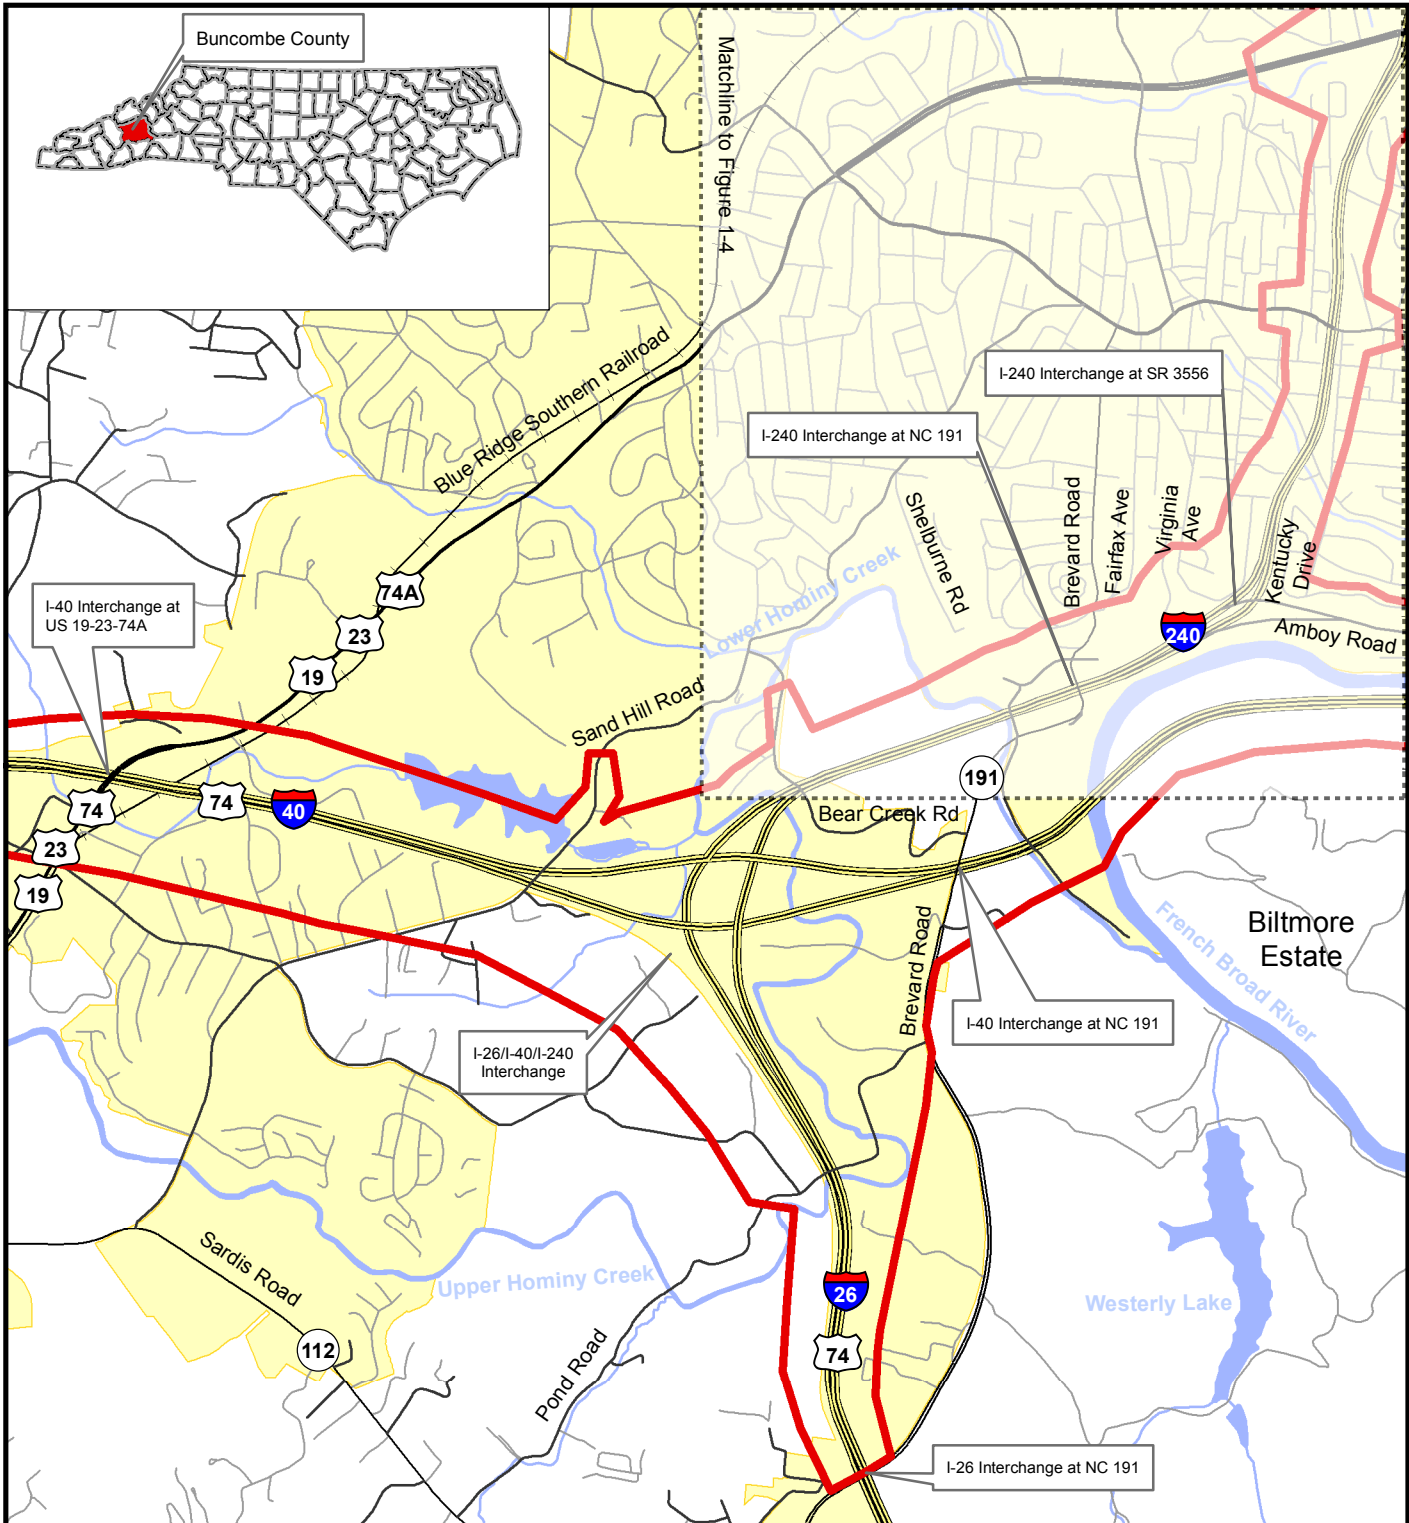 Buncombe County
Matchline to Figure 1-4
Blue Ridge Southern Railroad
I-240 Interchange at SR 3556
I-240 Interchange at NC 191
Shelburne Rd
Brevard Road
Fairfax Ave
Virginia
Ave
Kentucky
Drive
Lower Hominy Creek
74A
23
19
I-40 Interchange at
US 19-23-74A
240
Amboy Road
Sand Hill Road
74
74
40
191
Bear Creek Rd
23
19
Biltmore
Estate
French Broad River
Brevard Road
I-40 Interchange at NC 191
I-26/I-40/I-240
Interchange
Sardis Road
Upper Hominy Creek
26
Westerly Lake
112
74
Pond Road
I-26 Interchange at NC 191